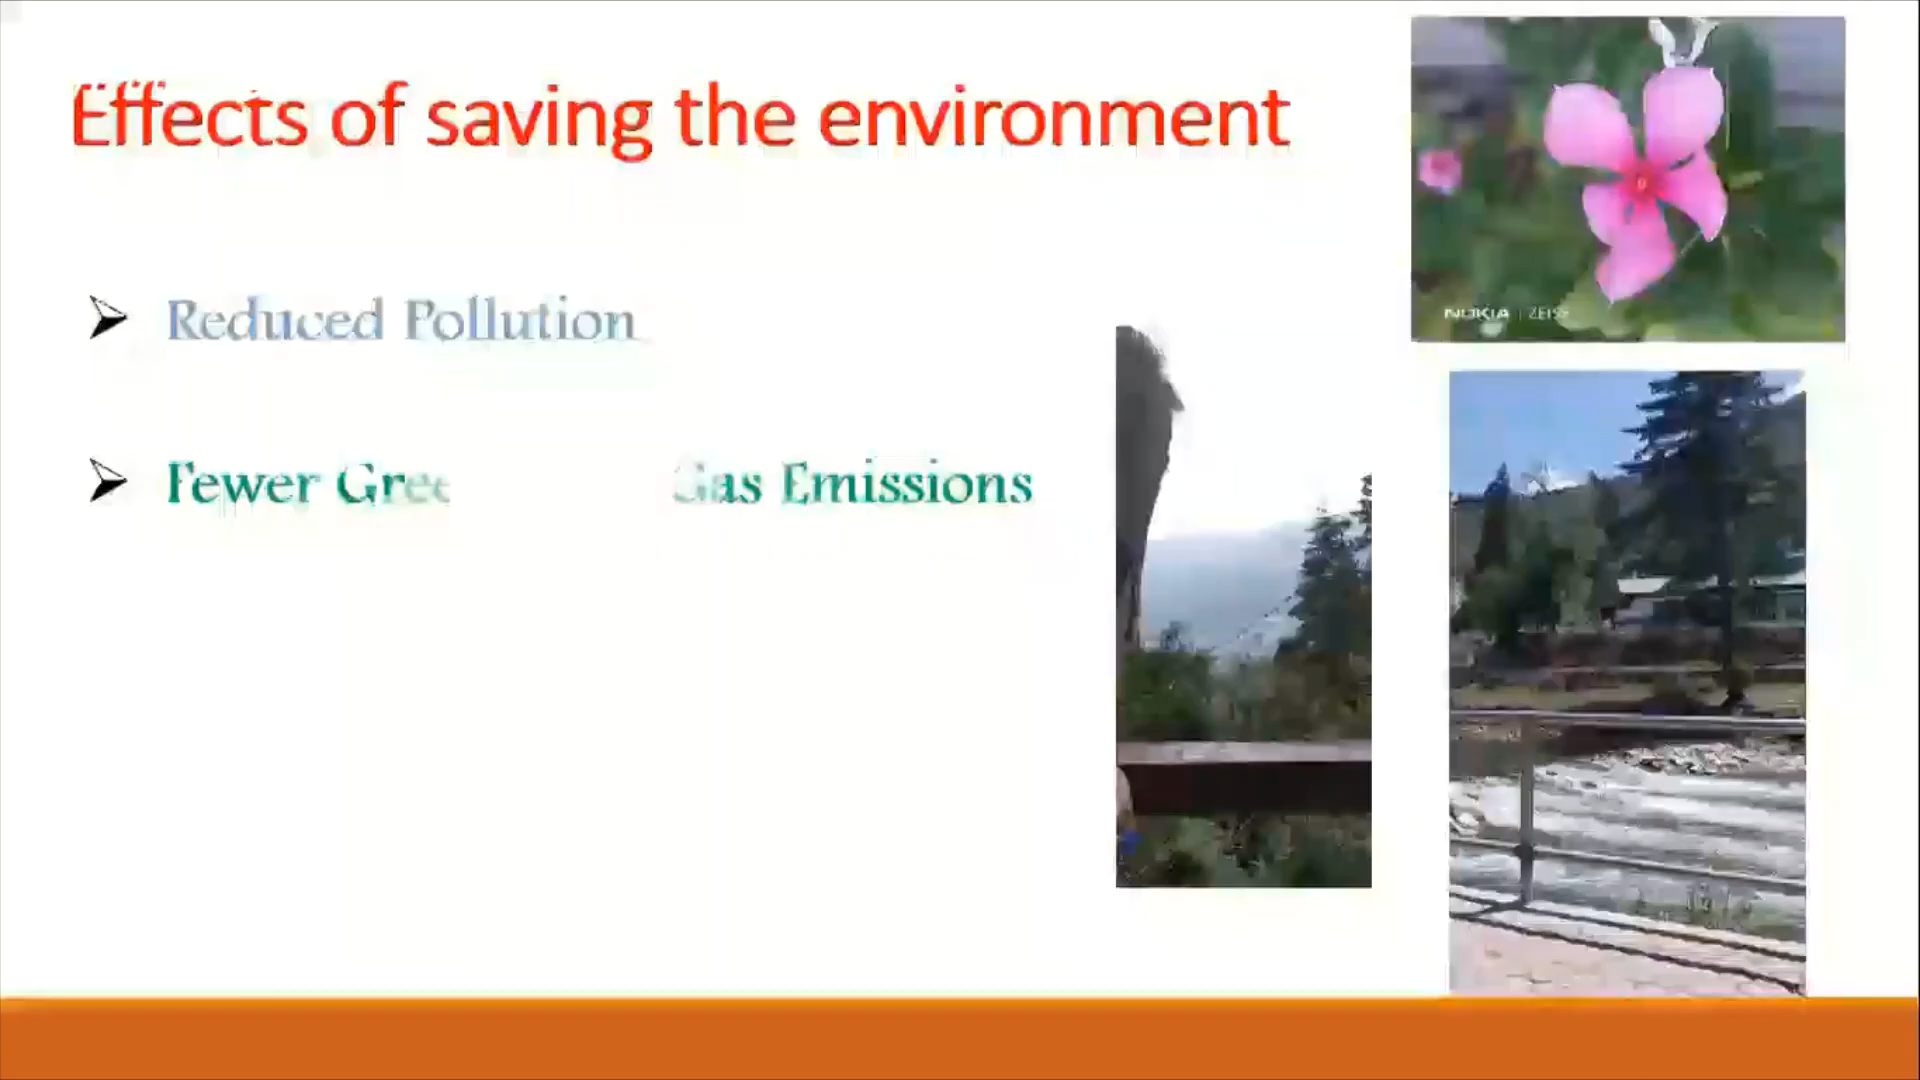 Effects of saving the environment
Reduced Pollution
Fewer Gree Gas Emissions
NOKIA | ZEISS